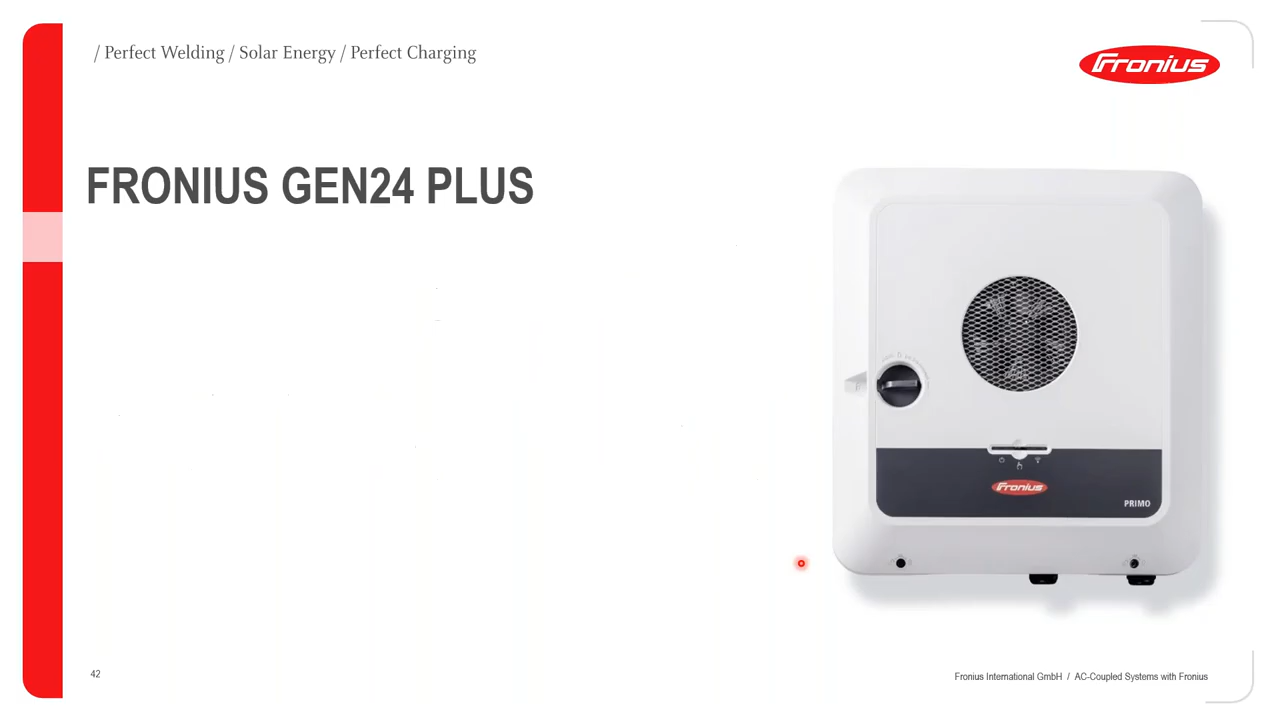 / Perfect Welding / Solar Energy / Perfect Charging
Fronius
FRONIUS GEN24 PLUS
Fronius
PRIMO
42
Fronius International GmbH / AC-Coupled Systems with Fronius